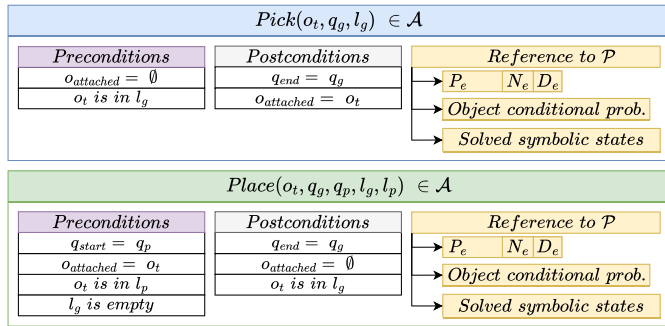 Pick(o_t, q_g, l_g) ∈ 𝒜
Preconditions
o_attached = ∅
o_t is in l_g
Postconditions
q_end = q_g
o_attached = o_t
Reference to 𝒫
P_e N_e D_e
Object conditional prob.
Solved symbolic states
Place(o_t, q_g, q_p, l_g, l_p) ∈ 𝒜
Preconditions
q_start = q_p
o_attached = o_t
o_t is in l_p
l_g is empty
Postconditions
q_end = q_g
o_attached = ∅
o_t is in l_g
Reference to 𝒫
P_e N_e D_e
Object conditional prob.
Solved symbolic states